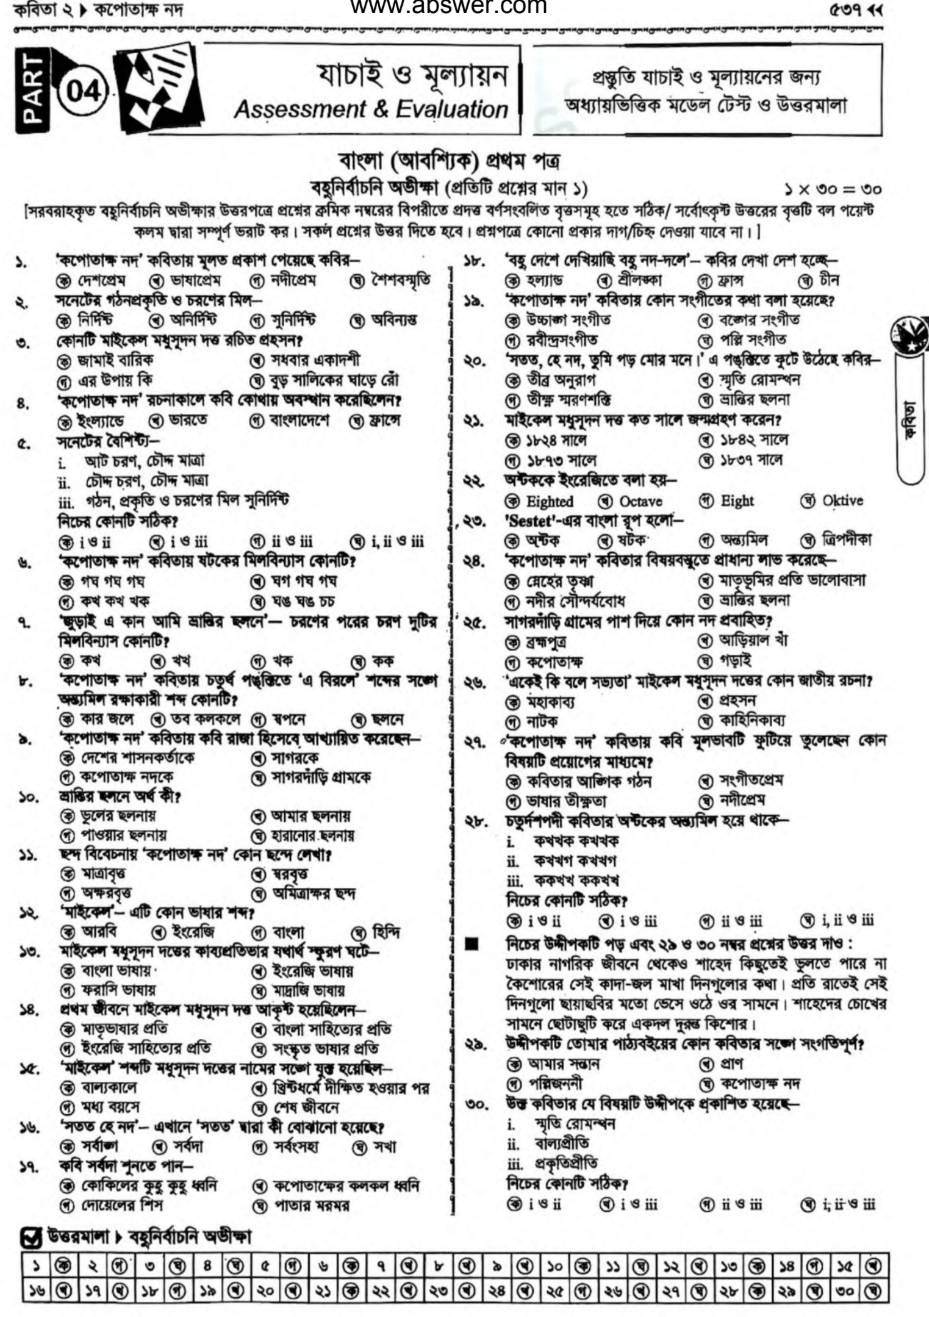 কবিতা ২ ▶ কপোতাক্ষ নদ
www.abswer.com
৫৩৭ ◀◀
PART 04
যাচাই ও মূল্যায়ন
Assessment & Evaluation
প্রস্তুতি যাচাই ও মূল্যায়নের জন্য
অধ্যায়ভিত্তিক মডেল টেস্ট ও উত্তরমালা
বাংলা (আবশ্যিক) প্রথম পত্র
বহুনির্বাচনি অভীক্ষা (প্রতিটি প্রশ্নের মান ১)
১ × ৩০ = ৩০
[সরবরাহকৃত বহুনির্বাচনি অভীক্ষার উত্তরপত্রে প্রশ্নের ক্রমিক নম্বরের বিপরীতে প্রদত্ত বর্ণসংবলিত বৃত্তসমূহ হতে সঠিক/ সর্বোৎকৃষ্ট উত্তরের বৃত্তটি বল পয়েন্ট
কলম দ্বারা সম্পূর্ণ ভরাট কর। সকল প্রশ্নের উত্তর দিতে হবে। প্রশ্নপত্রে কোনো প্রকার দাগ/চিহ্ন দেওয়া যাবে না।]
১. ‘কপোতাক্ষ নদ’ কবিতায় মূলত প্রকাশ পেয়েছে কবির–
ক দেশপ্রেম খ ভাষাপ্রেম গ নদীপ্রেম ঘ শৈশবস্মৃতি
২. সনেটের গঠনপ্রকৃতি ও চরণের মিল–
ক নির্দিষ্ট খ অনির্দিষ্ট গ সুনির্দিষ্ট ঘ অবিন্যস্ত
৩. কোনটি মাইকেল মধুসূদন দত্ত রচিত প্রহসন?
ক জামাই বারিক খ সধবার একাদশী
গ এর উপায় কি ঘ বুড় সালিকের ঘাড়ে রোঁ
৪. ‘কপোতাক্ষ নদ’ রচনাকালে কবি কোথায় অবস্থান করেছিলেন?
ক ইংল্যান্ডে খ ভারতে গ বাংলাদেশে ঘ ফ্রান্সে
৫. সনেটের বৈশিষ্ট্য–
i. আট চরণ, চৌদ্দ মাত্রা
ii. চৌদ্দ চরণ, চৌদ্দ মাত্রা
iii. গঠন, প্রকৃতি ও চরণের মিল সুনির্দিষ্ট
নিচের কোনটি সঠিক?
ক i ও ii খ i ও iii গ ii ও iii ঘ i, ii ও iii
৬. ‘কপোতাক্ষ নদ’ কবিতায় ষটকের মিলবিন্যাস কোনটি?
ক গঘ গঘ গঘ খ ঘগ গঘ গঘ
গ কখ কখ খক ঘ ঘঙ ঘঙ চচ
৭. ‘জুড়াই এ কান আমি ভ্রান্তির ছলনে’– চরণের পরের চরণ দুটির
মিলবিন্যাস কোনটি?
ক কখ খ খখ গ খক ঘ কক
৮. ‘কপোতাক্ষ নদ’ কবিতায় চতুর্থ পঙ্ক্তিতে ‘এ বিরলে’ শব্দের সঙ্গে
অন্ত্যমিল রক্ষাকারী শব্দ কোনটি?
ক কার জলে খ তব কলকলে গ স্বপনে ঘ ছলনে
৯. ‘কপোতাক্ষ নদ’ কবিতায় কবি রাজা হিসেবে আখ্যায়িত করেছেন–
ক দেশের শাসনকর্তাকে খ সাগরকে
গ কপোতাক্ষ নদকে ঘ সাগরদাঁড়ি গ্রামকে
১০. ভ্রান্তির ছলনে অর্থ কী?
ক ভুলের ছলনায় খ আমার ছলনায়
গ পাওয়ার ছলনায় ঘ হারানোর ছলনায়
১১. ছন্দ বিবেচনায় ‘কপোতাক্ষ নদ’ কোন ছন্দে লেখা?
ক মাত্রাবৃত্ত খ স্বরবৃত্ত
গ অক্ষরবৃত্ত ঘ অমিত্রাক্ষর ছন্দ
১২. ‘মাইকেল’– এটি কোন ভাষার শব্দ?
ক আরবি খ ইংরেজি গ বাংলা ঘ হিন্দি
১৩. মাইকেল মধুসূদন দত্তের কাব্যপ্রতিভার যথার্থ স্ফুরণ ঘটে–
ক বাংলা ভাষায় খ ইংরেজি ভাষায়
গ ফরাসি ভাষায় ঘ মাদ্রাজি ভাষায়
১৪. প্রথম জীবনে মাইকেল মধুসূদন দত্ত আকৃষ্ট হয়েছিলেন–
ক মাতৃভাষার প্রতি খ বাংলা সাহিত্যের প্রতি
গ ইংরেজি সাহিত্যের প্রতি ঘ সংস্কৃত ভাষার প্রতি
১৫. ‘মাইকেল’ শব্দটি মধুসূদন দত্তের নামের সঙ্গে যুক্ত হয়েছিল–
ক বাল্যকালে খ খ্রিষ্টধর্মে দীক্ষিত হওয়ার পর
গ মধ্য বয়সে ঘ শেষ জীবনে
১৬. ‘সতত হে নদ’– এখানে ‘সতত’ দ্বারা কী বোঝানো হয়েছে?
ক সর্বাঙ্গ খ সর্বদা গ সর্বংসহা ঘ সখা
১৭. কবি সর্বদা শুনতে পান–
ক কোকিলের কুহু কুহু ধ্বনি খ কপোতাক্ষের কলকল ধ্বনি
গ দোয়েলের শিস ঘ পাতার মরমর
১৮. ‘বহু দেশে দেখিয়াছি বহু নদ-দলে’– কবির দেখা দেশ হচ্ছে–
ক হল্যান্ড খ শ্রীলঙ্কা গ ফ্রান্স ঘ চীন
১৯. ‘কপোতাক্ষ নদ’ কবিতায় কোন সংগীতের কথা বলা হয়েছে?
ক উচ্চাঙ্গ সংগীত খ বঙ্গের সংগীত
গ রবীন্দ্রসংগীত ঘ পল্লি সংগীত
২০. ‘সতত, হে নদ, তুমি পড় মোর মনে।’ এ পঙ্ক্তিতে ফুটে উঠেছে কবির–
ক তীব্র অনুরাগ খ স্মৃতি রোমন্থন
গ তীক্ষ্ণ স্মরণশক্তি ঘ ভ্রান্তির ছলনা
২১. মাইকেল মধুসূদন দত্ত কত সালে জন্মগ্রহণ করেন?
ক ১৮২৪ সালে খ ১৮৪২ সালে
গ ১৮৭৩ সালে ঘ ১৮৩৭ সালে
২২. অষ্টককে ইংরেজিতে বলা হয়–
ক Eighted খ Octave গ Eight ঘ Oktive
২৩. 'Sestet'-এর বাংলা রূপ হলো–
ক অষ্টক খ ষটক গ অন্ত্যমিল ঘ ত্রিপদীকা
২৪. ‘কপোতাক্ষ নদ’ কবিতার বিষয়বস্তুতে প্রাধান্য লাভ করেছে–
ক স্নেহের তৃষ্ণা খ মাতৃভূমির প্রতি ভালোবাসা
গ নদীর সৌন্দর্যবোধ ঘ ভ্রান্তির ছলনা
২৫. সাগরদাঁড়ি গ্রামের পাশ দিয়ে কোন নদ প্রবাহিত?
ক ব্রহ্মপুত্র খ আড়িয়াল খাঁ
গ কপোতাক্ষ ঘ গড়াই
২৬. ‘একেই কি বলে সভ্যতা’ মাইকেল মধুসূদন দত্তের কোন জাতীয় রচনা?
ক মহাকাব্য খ প্রহসন
গ নাটক ঘ কাহিনিকাব্য
২৭. ‘কপোতাক্ষ নদ’ কবিতায় কবি মূলভাবটি ফুটিয়ে তুলেছেন কোন
বিষয়টি প্রয়োগের মাধ্যমে?
ক কবিতার আঙ্গিক গঠন খ সংগীতপ্রেম
গ ভাষার তীক্ষ্ণতা ঘ নদীপ্রেম
২৮. চতুর্দশপদী কবিতার অষ্টকের অন্ত্যমিল হয়ে থাকে–
i. কখখক কখখক
ii. কখখগ কখখগ
iii. ককখখ ককখখ
নিচের কোনটি সঠিক?
ক i ও ii খ i ও iii গ ii ও iii ঘ i, ii ও iii
■ নিচের উদ্দীপকটি পড় এবং ২৯ ও ৩০ নম্বর প্রশ্নের উত্তর দাও :
ঢাকার নাগরিক জীবনে থেকেও শাহেদ কিছুতেই ভুলতে পারে না
কৈশোরের সেই কাদা-জল মাখা দিনগুলোর কথা। প্রতি রাতেই সেই
দিনগুলো ছায়াছবির মতো ভেসে ওঠে ওর সামনে। শাহেদের চোখের
সামনে ছোটাছুটি করে একদল দুরন্ত কিশোর।
২৯. উদ্দীপকটি তোমার পাঠ্যবইয়ের কোন কবিতার সঙ্গে সংগতিপূর্ণ?
ক আমার সন্তান খ প্রাণ
গ পল্লিজননী ঘ কপোতাক্ষ নদ
৩০. উক্ত কবিতার যে বিষয়টি উদ্দীপকে প্রকাশিত হয়েছে–
i. স্মৃতি রোমন্থন
ii. বাল্যপ্রীতি
iii. প্রকৃতিপ্রীতি
নিচের কোনটি সঠিক?
ক i ও ii খ i ও iii গ ii ও iii ঘ i, ii ও iii
কবিতা
উত্তরমালা ▶ বহুনির্বাচনি অভীক্ষা
১ ক ২ গ ৩ ঘ ৪ ঘ ৫ গ ৬ ক ৭ খ ৮ খ ৯ খ ১০ ক ১১ গ ১২ খ ১৩ ক ১৪ গ ১৫ খ
১৬ খ ১৭ খ ১৮ গ ১৯ খ ২০ খ ২১ ক ২২ খ ২৩ খ ২৪ খ ২৫ গ ২৬ খ ২৭ ঘ ২৮ ক ২৯ ঘ ৩০ ক